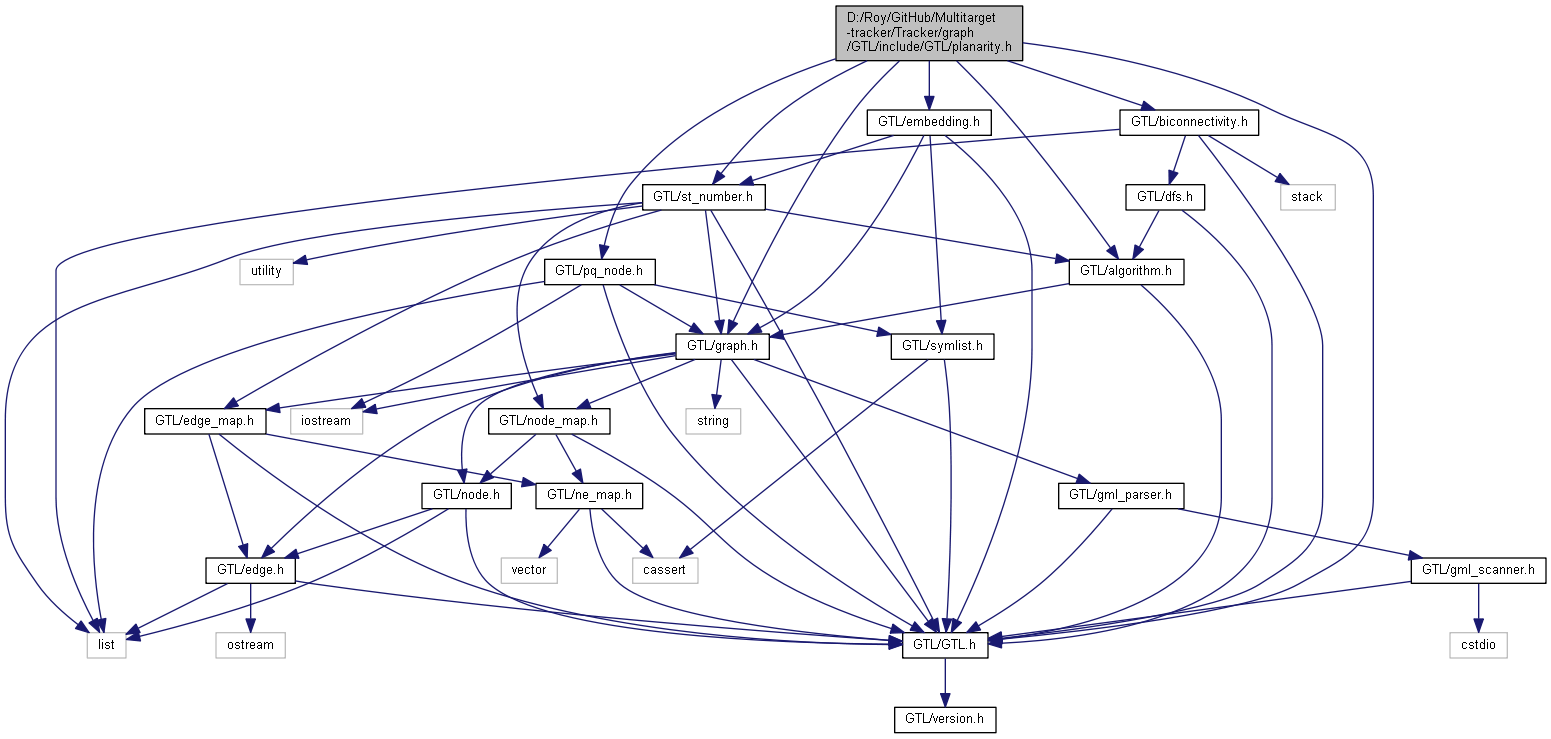 D:/Roy/GitHub/Multitarget
-tracker/Tracker/graph
/GTL/include/GTL/planarity.h
GTL/embedding.h
GTL/biconnectivity.h
GTL/st_number.h
GTL/dfs.h
stack
utility
GTL/pq_node.h
GTL/algorithm.h
GTL/graph.h
GTL/symlist.h
GTL/edge_map.h
iostream
GTL/node_map.h
string
GTL/node.h
GTL/ne_map.h
GTL/gml_parser.h
GTL/edge.h
vector
cassert
GTL/gml_scanner.h
list
ostream
GTL/GTL.h
cstdio
GTL/version.h